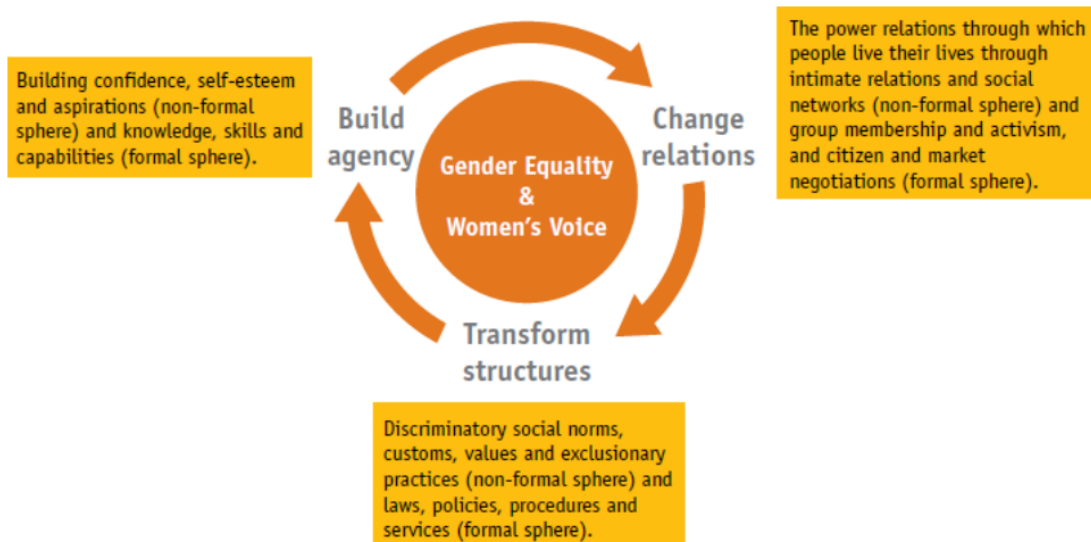 Building confidence, self-esteem
and aspirations (non-formal
sphere) and knowledge, skills and
capabilities (formal sphere).
Build
agency
Gender Equality
&
Women's Voice
Change
relations
The power relations through which
people live their lives through
intimate relations and social
networks (non-formal sphere) and
group membership and activism,
and citizen and market
negotiations (formal sphere).
Transform
structures
Discriminatory social norms,
customs, values and exclusionary
practices (non-formal sphere) and
laws, policies, procedures and
services (formal sphere).